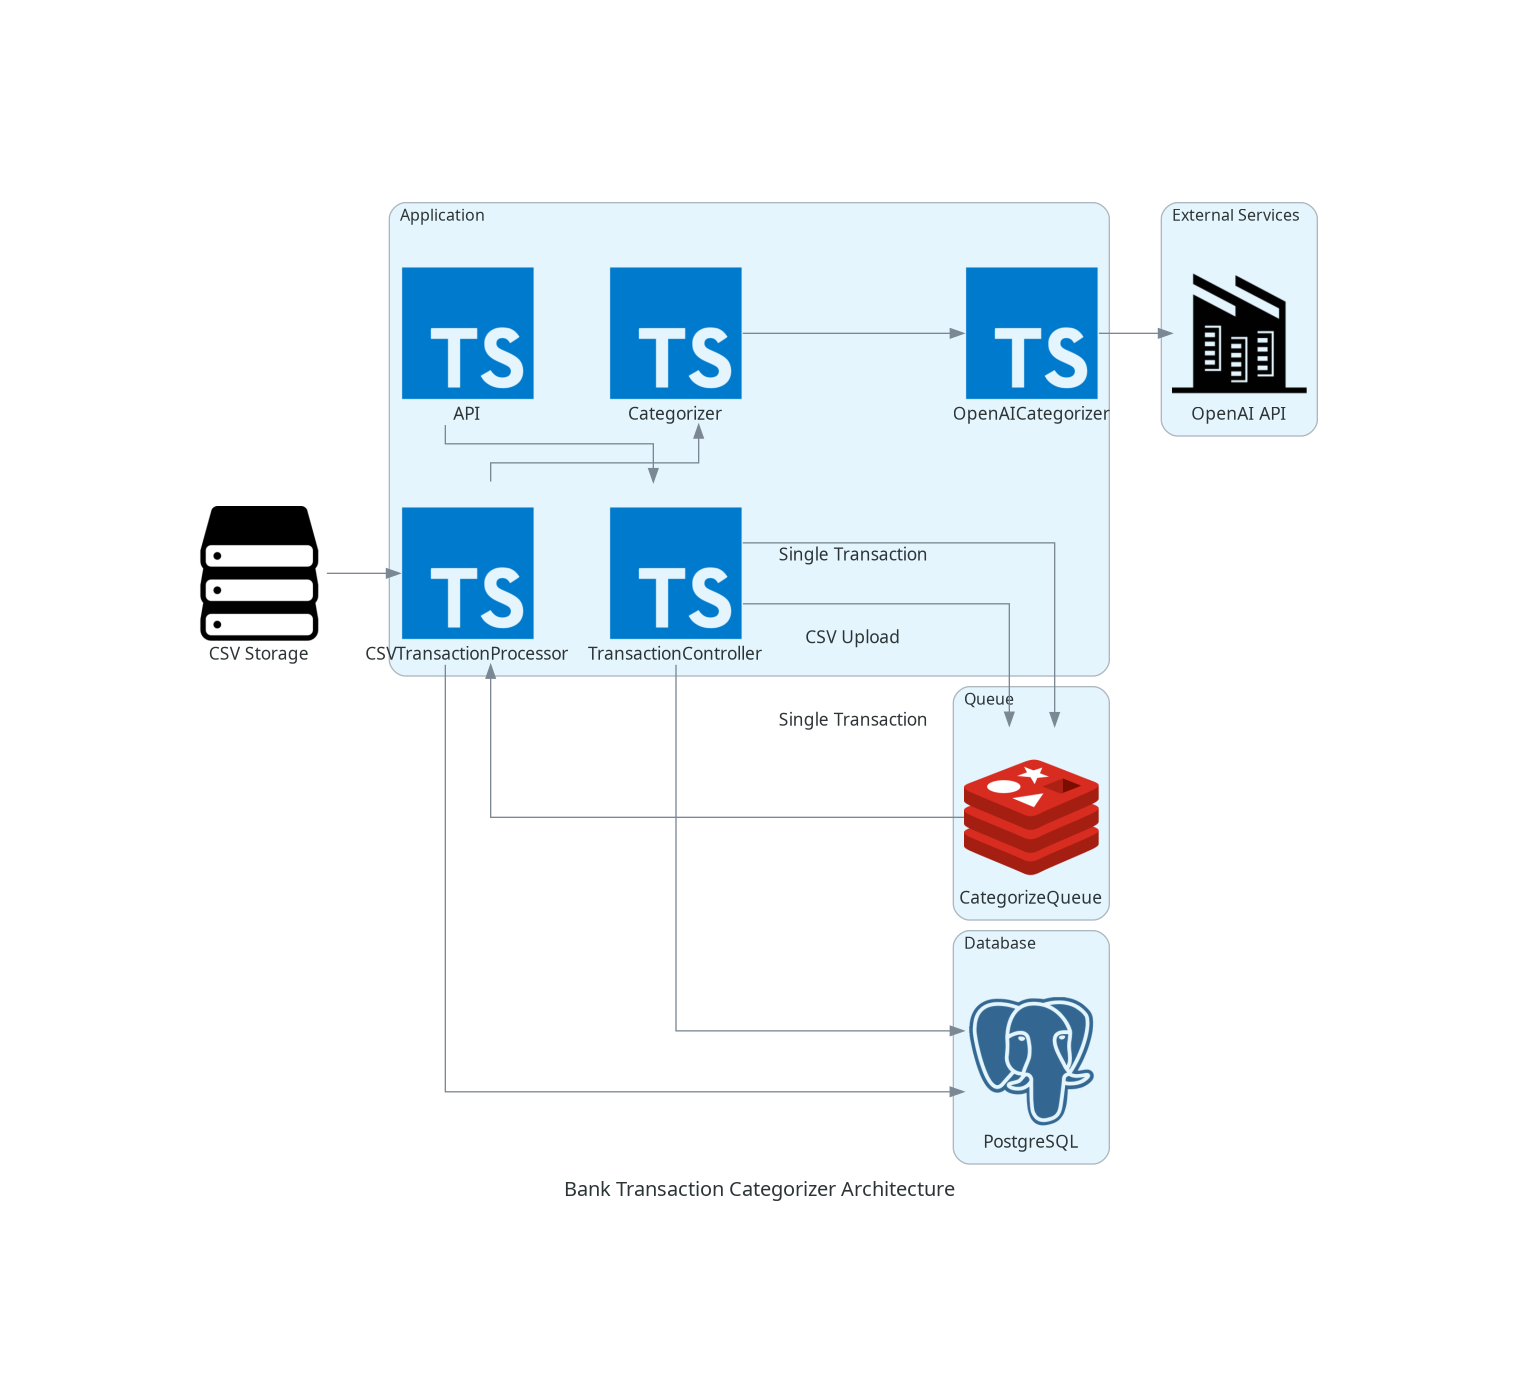 Application
External Services
TS
TS
TS
API
Categorizer
OpenAICategorizer
OpenAI API
TS
TS
Single Transaction
CSV Upload
CSV Storage
CSVTransactionProcessor
TransactionController
Queue
Single Transaction
CategorizeQueue
Database
PostgreSQL
Bank Transaction Categorizer Architecture